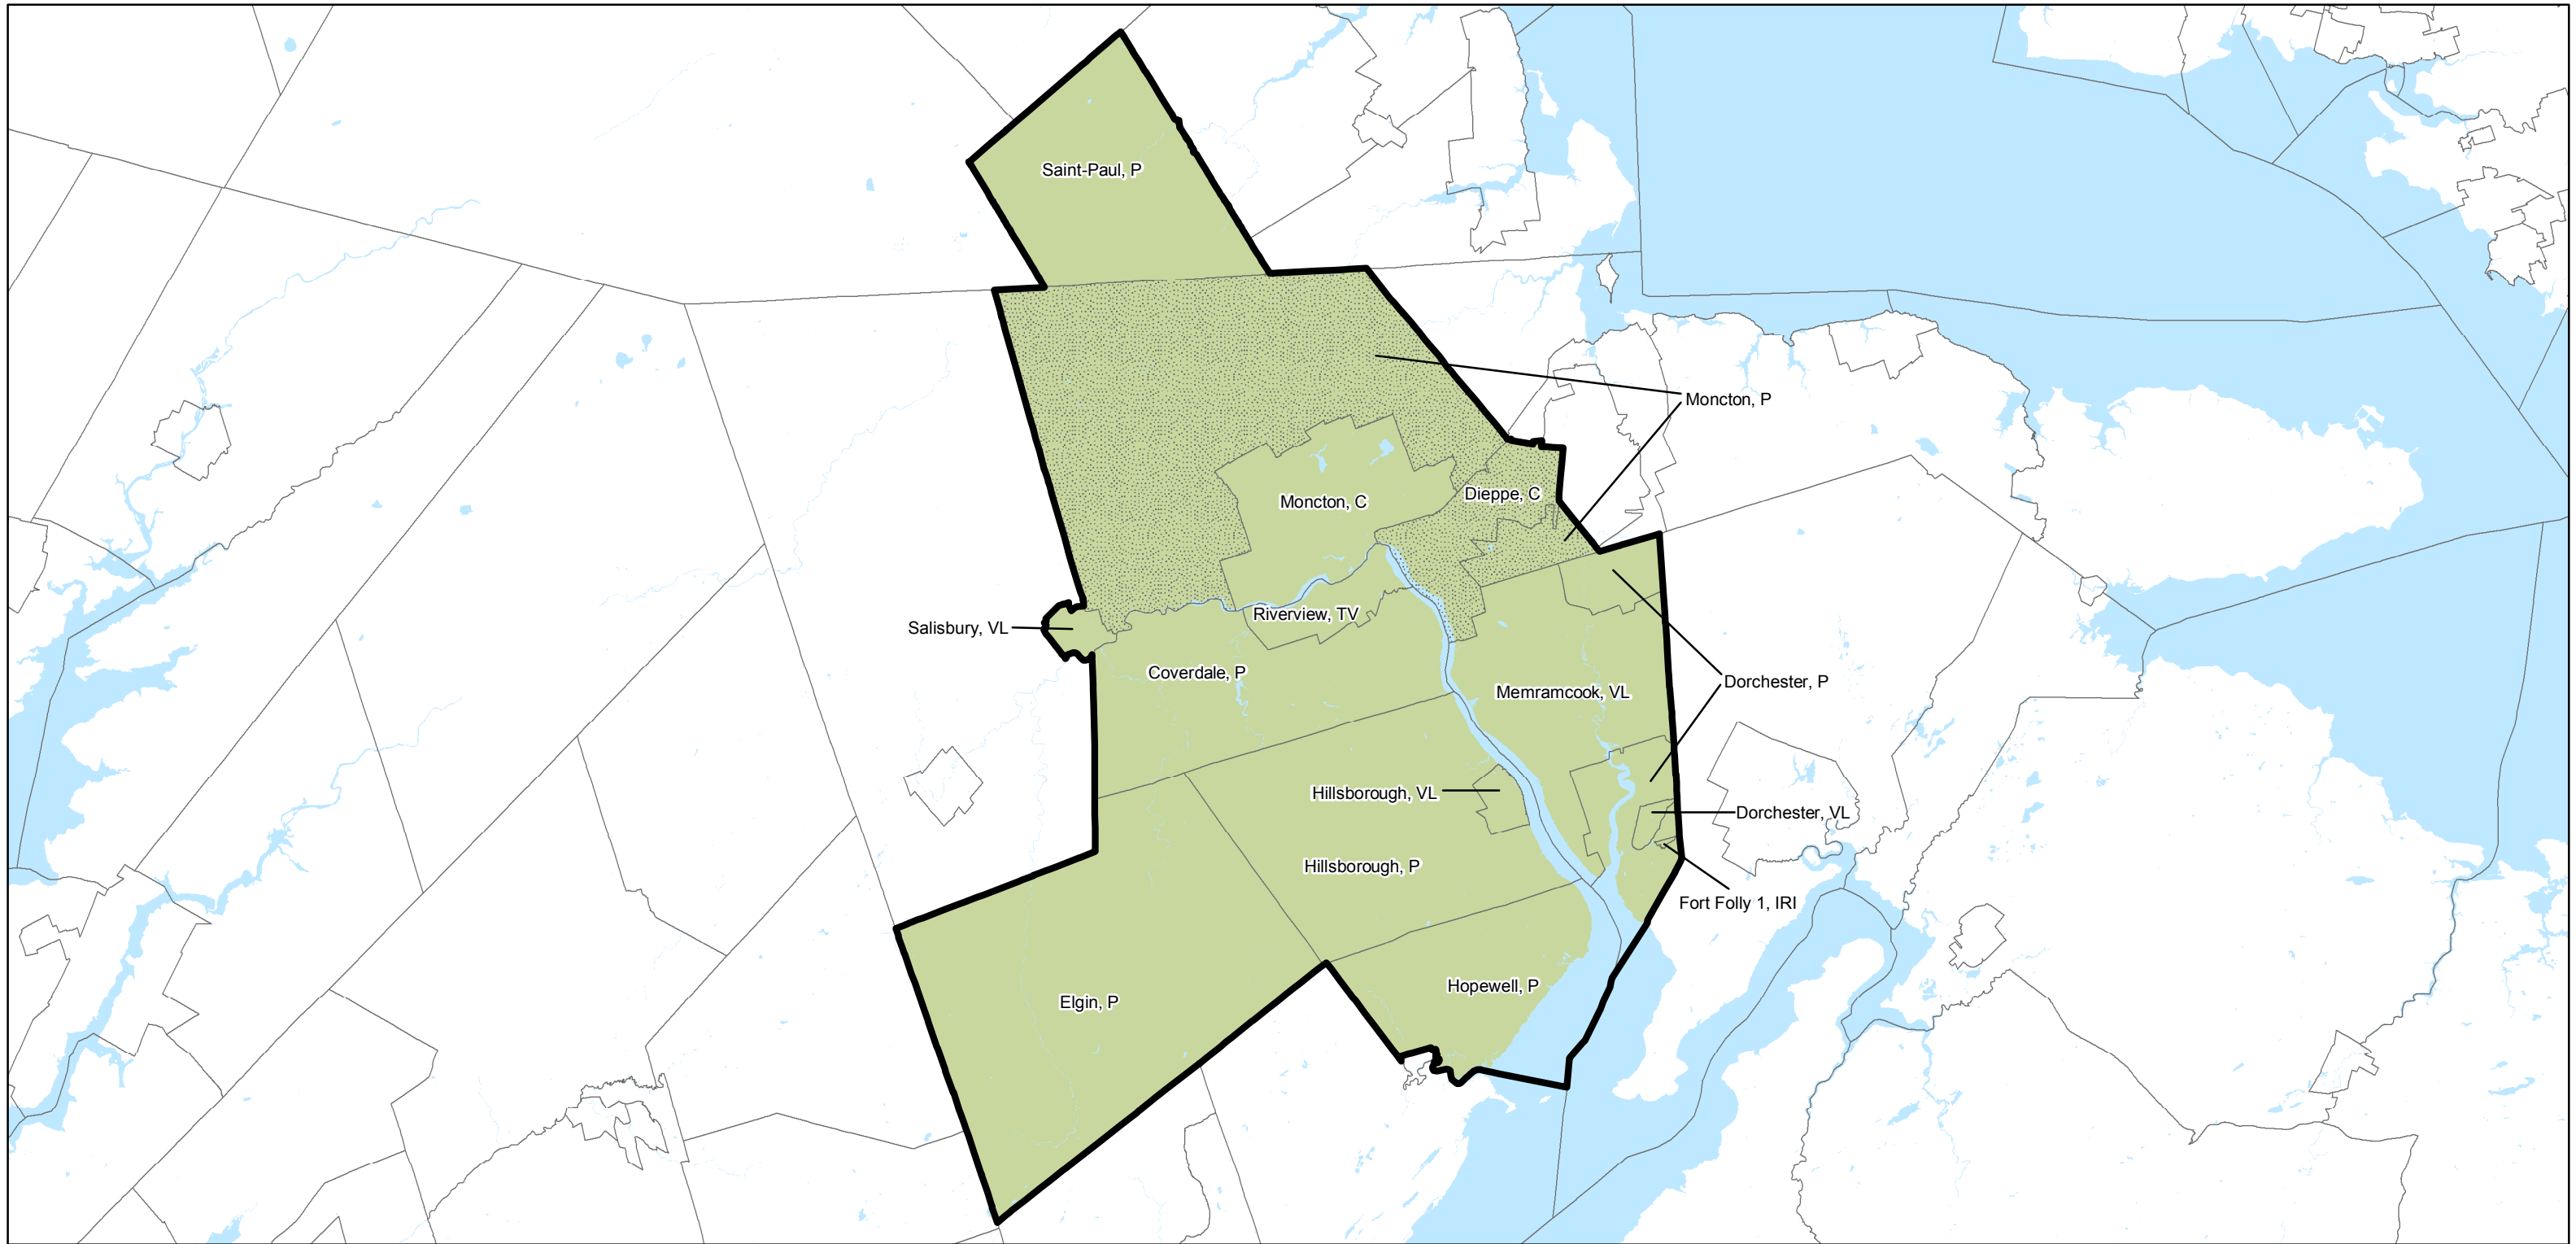 Saint-Paul, P
Moncton, P
Dieppe, C
Moncton, C
Riverview, TV
Salisbury, VL
Coverdale, P
Dorchester, P
Memramcook, VL
Hillsborough, VL
Dorchester, VL
Hillsborough, P
Fort Folly 1, IRI
Hopewell, P
Elgin, P